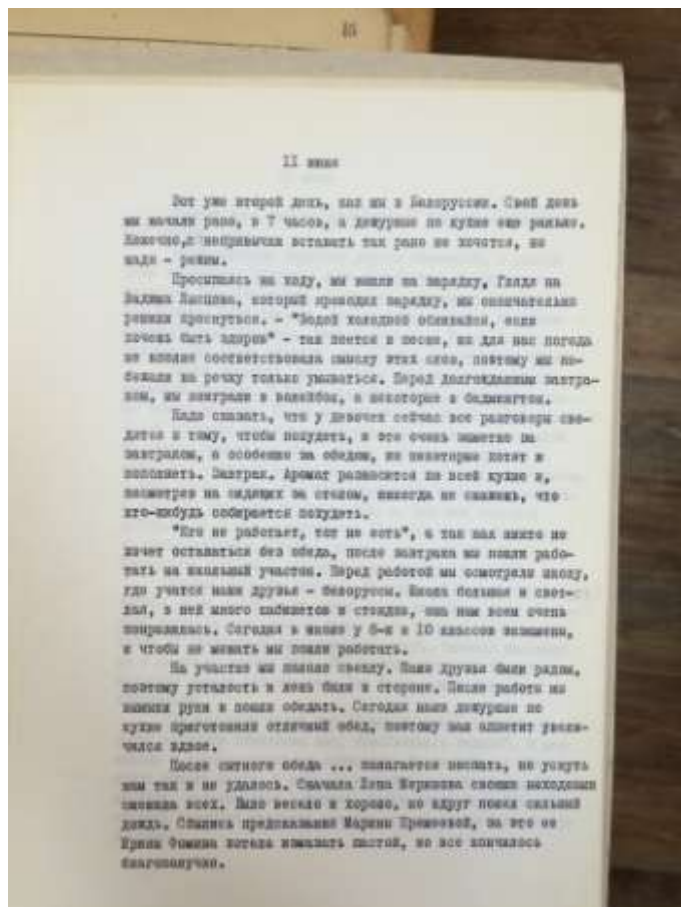 15
II июня
Вот уже второй день, как мы в Белоруссии. Свой день
мы начали рано, в 7 часов, а дежурные по кухне еще раньше.
Конечно, с непривычки вставать так рано не хочется, но
надо - режим.
Просыпаясь на ходу, мы вышли на зарядку. Глядя на
Вадима который проводил зарядку, мы окончательно
решили проснуться. - "Водой холодной обливайся, если
хочешь быть здоров" - так поется в песне, но для нас погода
не вполне соответствовала смыслу этих слов, поэтому мы по-
бежали на речку только умываться. Перед долгожданным завтра-
ком, мы поиграли в волейбол, а некоторые в бадминтон.
Надо сказать, что у девочек сейчас все разговоры сво-
дятся к тому, чтобы похудеть, и это очень заметно за
завтраком, а особенно за обедом, но некоторые хотят и
пополнеть. Завтрак. Аромат разносится по всей кухне и,
посмотрев на сидящих за столом, никогда не скажешь, что
кто-нибудь собирается похудеть.
"Кто не работает, тот не есть", а так как никто не
хочет оставаться без обеда, после завтрака мы пошли рабо-
тать на школьный участок. Перед работой мы осмотрели школу,
где учатся наши друзья - белорусы. Школа большая и свет-
лая, в ней много кабинетов и стендов, она нам всем очень
понравилась. Сегодня в школе у 8-х и 10 классов экзамены,
и чтобы не мешать мы пошли работать.
На участке мы пололи свеклу. Наши друзья были рядом,
поэтому усталость и лень были в стороне. После работы мы
вымыли руки и пошли обедать. Сегодня наши дежурные по
кухне приготовили отличный обед, поэтому наш аппетит увели-
чился вдвое.
После сытного обеда ... полагается поспать, но уснуть
нам так и не удалось. Сначала Лена своими находками
смешила всех. Было весело и хорошо, но вдруг пошел сильный
дождь. Сбылись предсказания Марины за это ее
Ирина Фомина хотела измазать пастой, но все кончилось
благополучно.